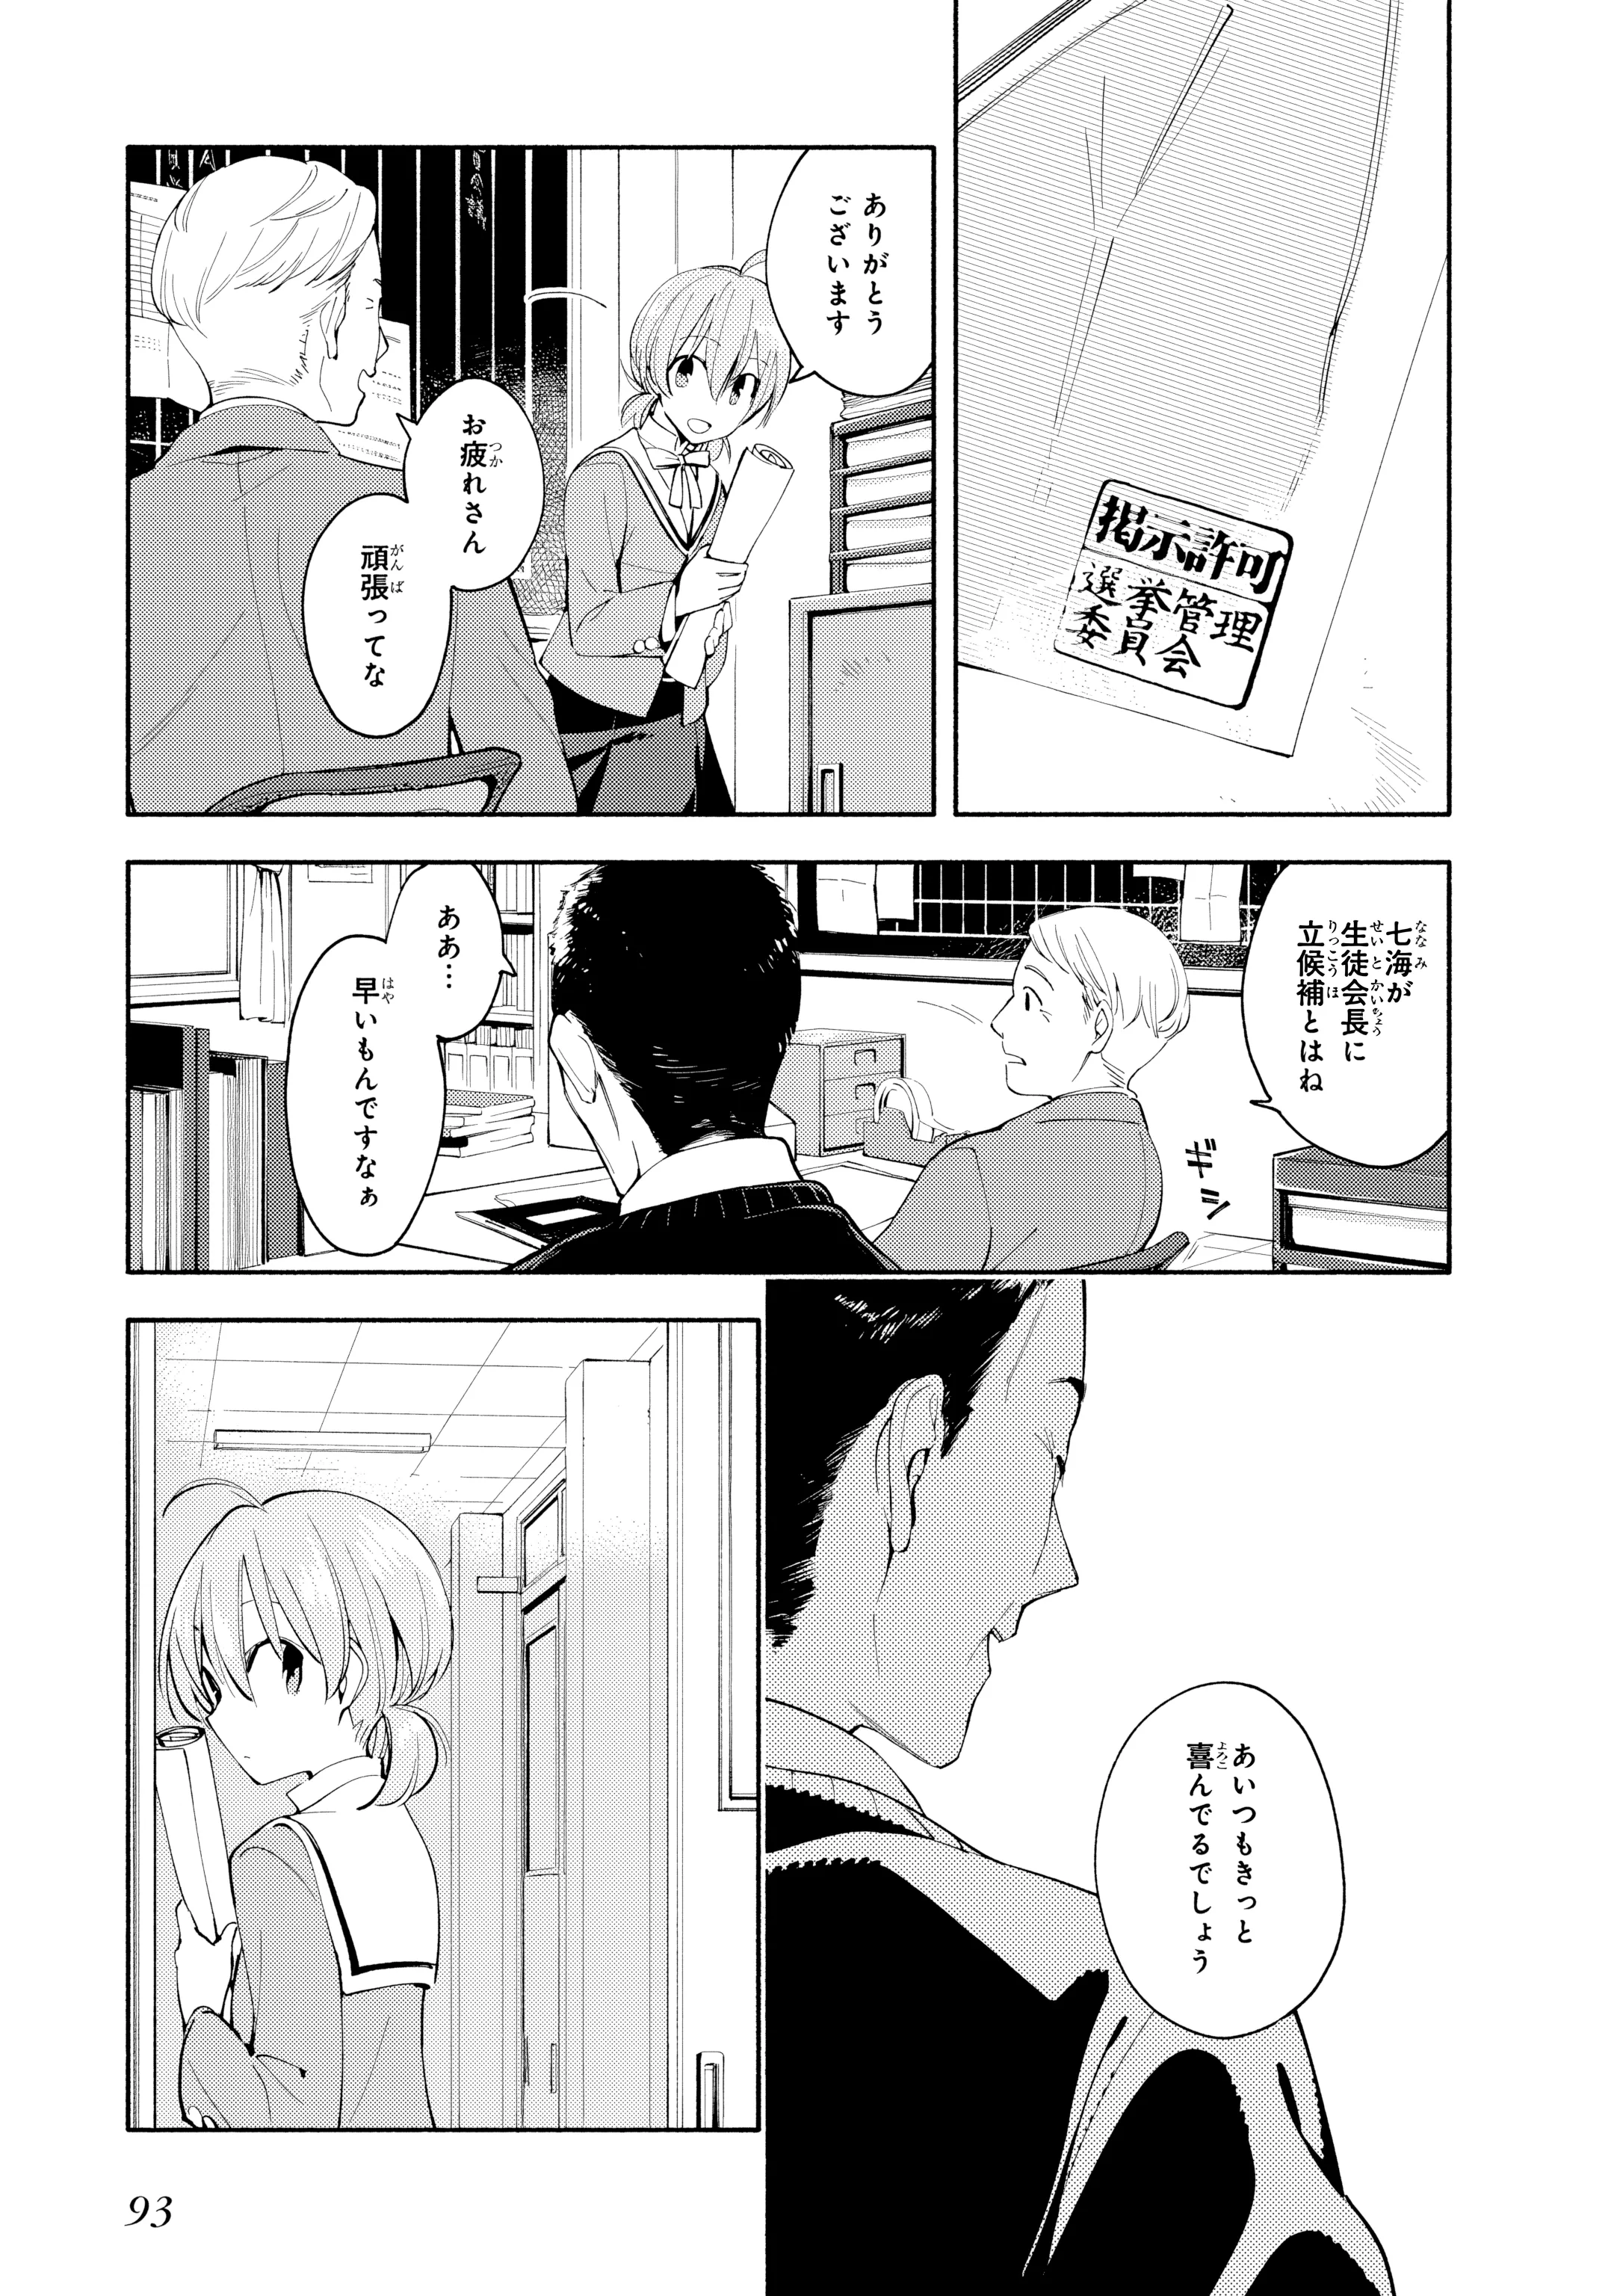 掲示許可
選挙管理
委員会
ありがとう
ございます
お疲れさん
頑張ってな
七海が
生徒会長に
立候補とはね
ギシ
ああ…
早いもんですなぁ
あいつもきっと
喜んでるでしょう
93